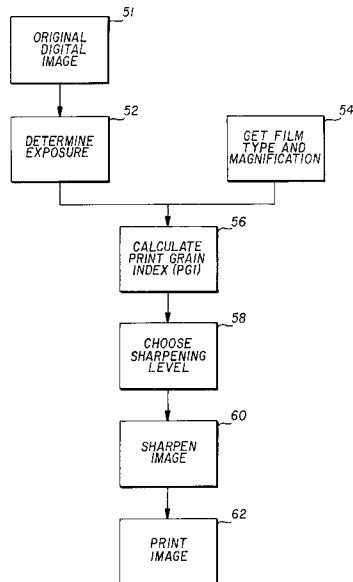 51
ORIGINAL
DIGITAL
IMAGE
52
DETERMINE
EXPOSURE
54
GET FILM
TYPE AND
MAGNIFICATION
56
CALCULATE
PRINT GRAIN
INDEX (PGI)
58
CHOOSE
SHARPENING
LEVEL
60
SHARPEN
IMAGE
62
PRINT
IMAGE